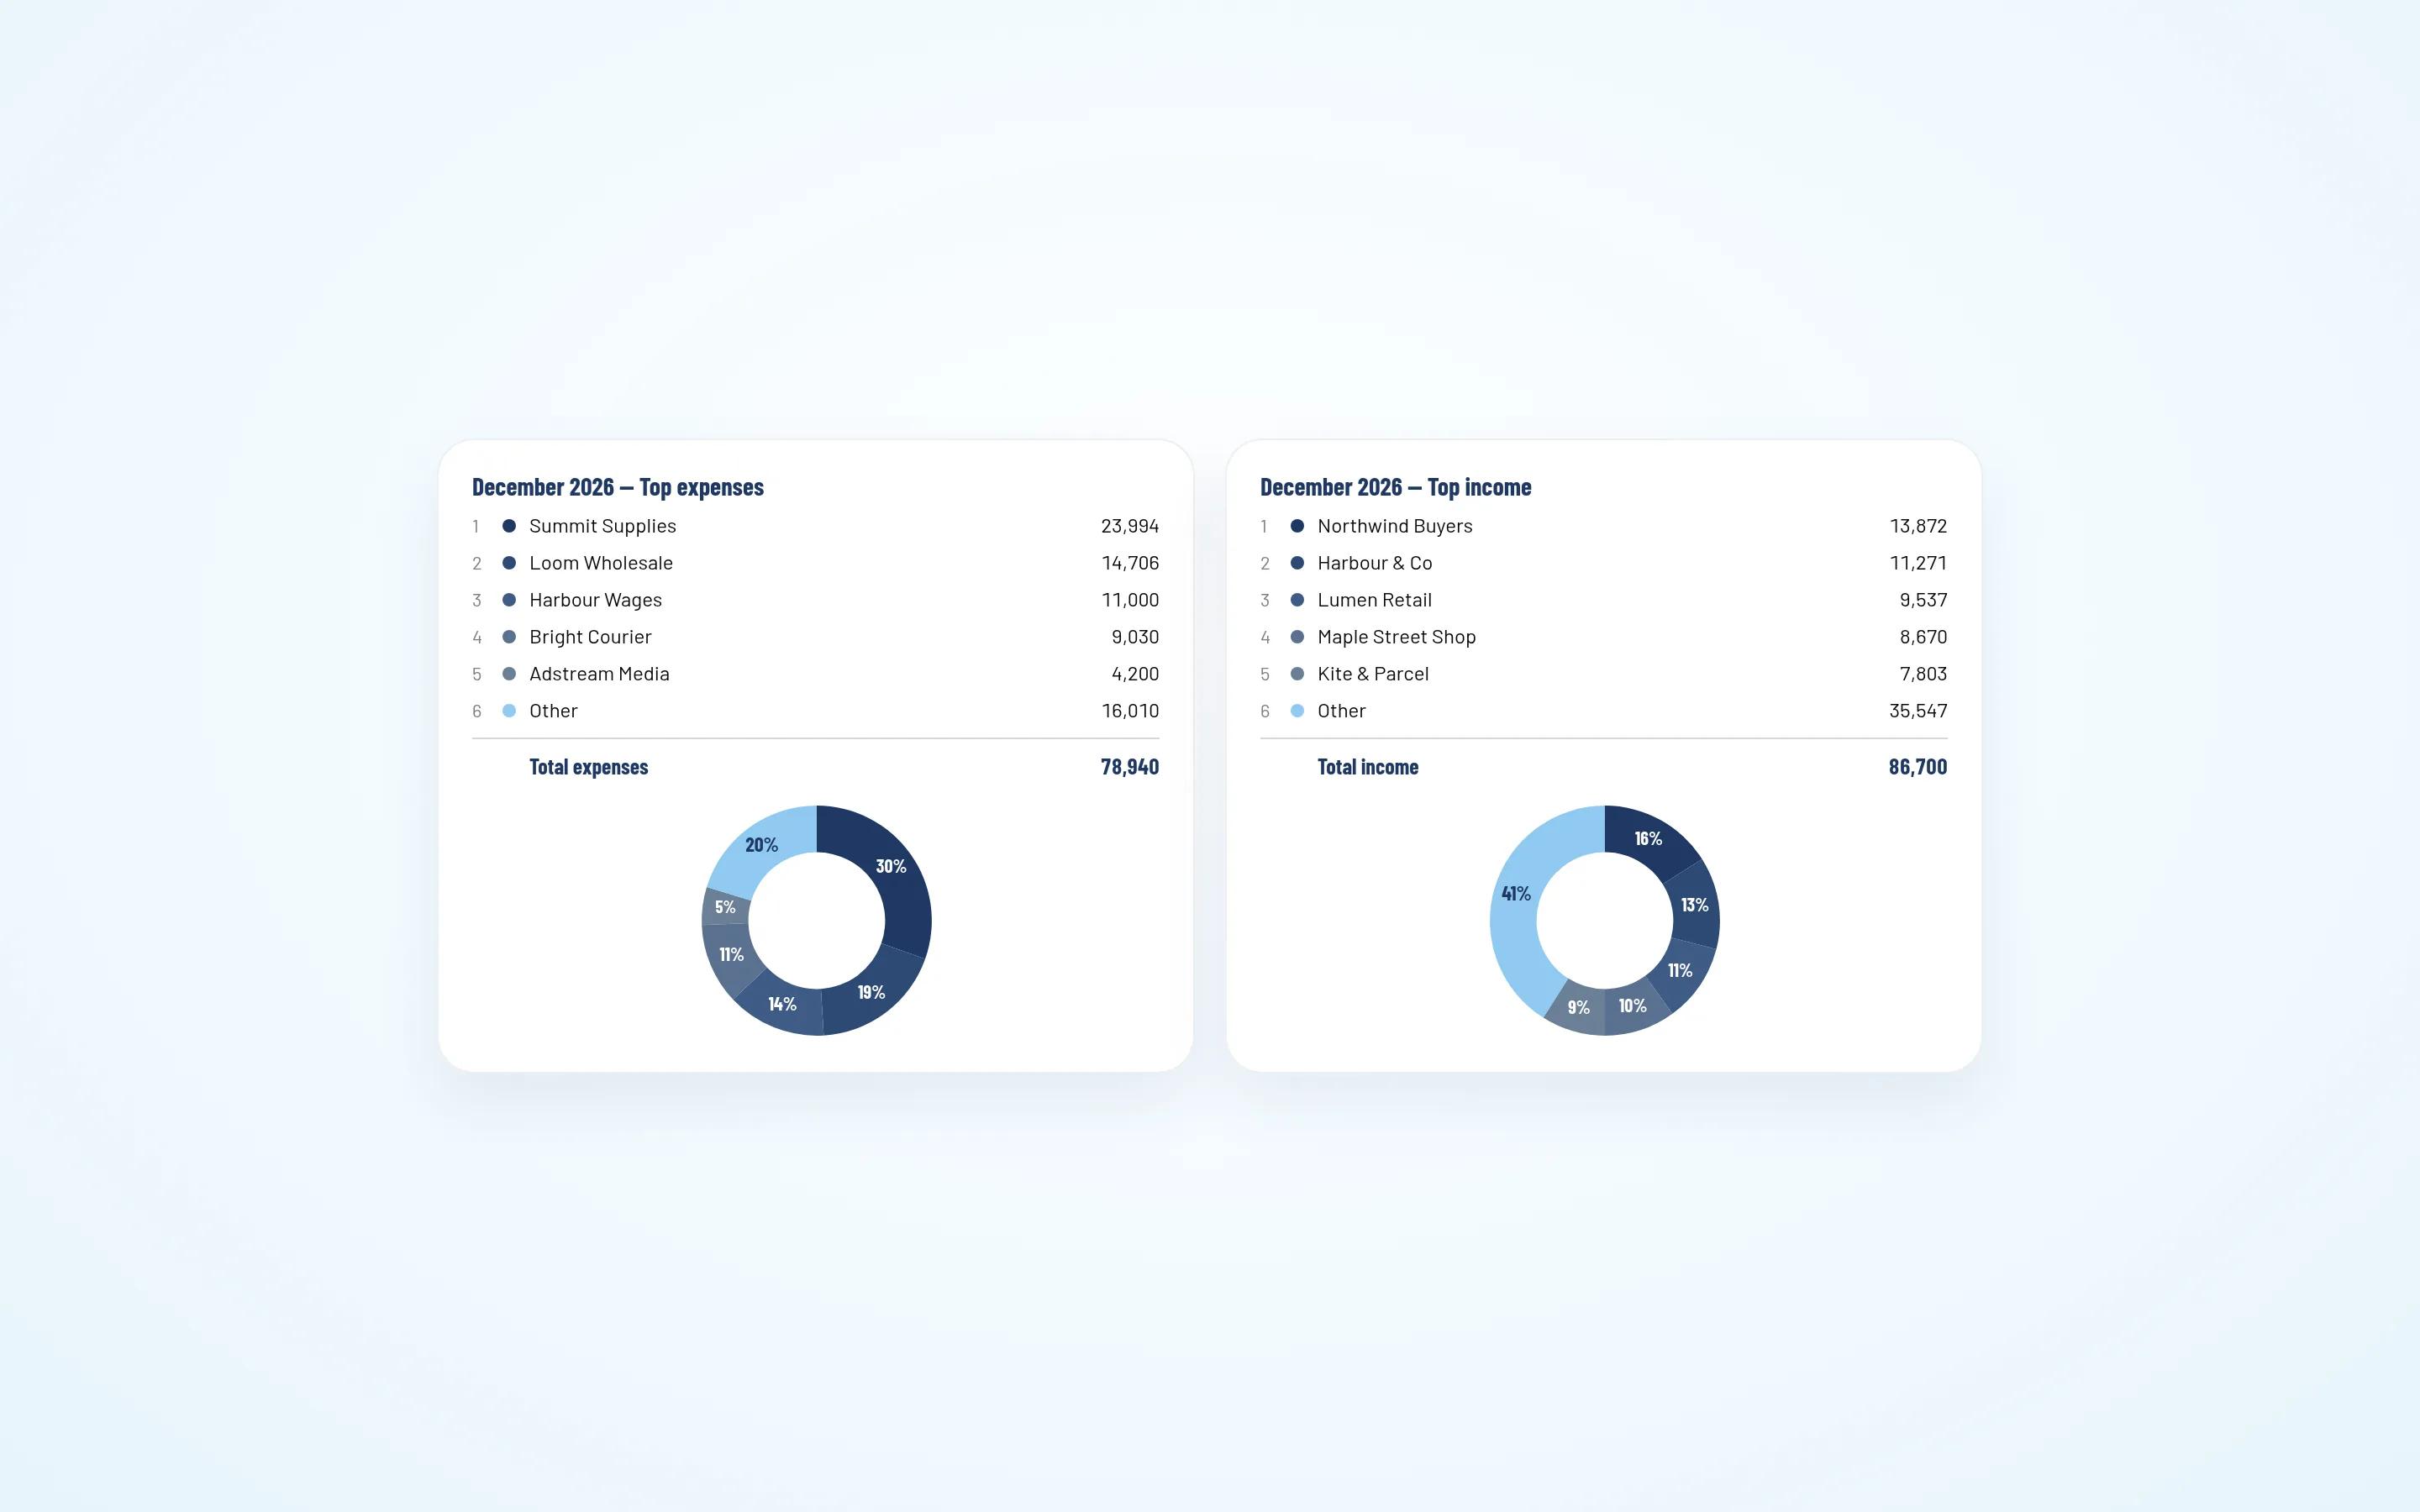 December 2026 – Top expenses
1 Summit Supplies 23,994
2 Loom Wholesale 14,706
3 Harbour Wages 11,000
4 Bright Courier 9,030
5 Adstream Media 4,200
6 Other 16,010
Total expenses 78,940
20%
30%
5%
11%
19%
14%
December 2026 – Top income
1 Northwind Buyers 13,872
2 Harbour & Co 11,271
3 Lumen Retail 9,537
4 Maple Street Shop 8,670
5 Kite & Parcel 7,803
6 Other 35,547
Total income 86,700
16%
41%
13%
11%
9%
10%